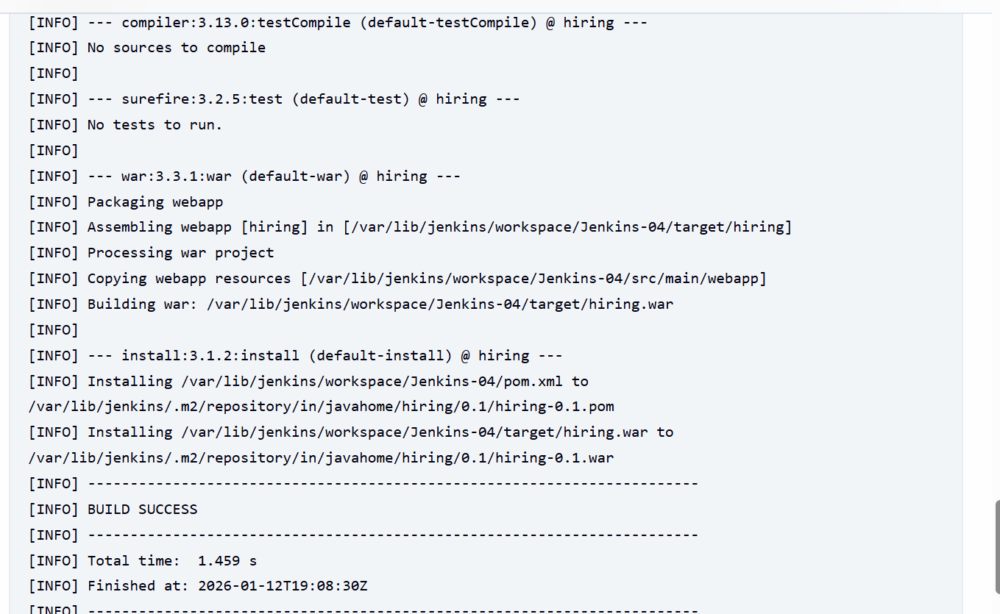 [INFO] --- compiler:3.13.0:testCompile (default-testCompile) @ hiring ---
[INFO] No sources to compile
[INFO]
[INFO] --- surefire:3.2.5:test (default-test) @ hiring ---
[INFO] No tests to run.
[INFO]
[INFO] --- war:3.3.1:war (default-war) @ hiring ---
[INFO] Packaging webapp
[INFO] Assembling webapp [hiring] in [/var/lib/jenkins/workspace/Jenkins-04/target/hiring]
[INFO] Processing war project
[INFO] Copying webapp resources [/var/lib/jenkins/workspace/Jenkins-04/src/main/webapp]
[INFO] Building war: /var/lib/jenkins/workspace/Jenkins-04/target/hiring.war
[INFO]
[INFO] --- install:3.1.2:install (default-install) @ hiring ---
[INFO] Installing /var/lib/jenkins/workspace/Jenkins-04/pom.xml to
/var/lib/jenkins/.m2/repository/in/javahome/hiring/0.1/hiring-0.1.pom
[INFO] Installing /var/lib/jenkins/workspace/Jenkins-04/target/hiring.war to
/var/lib/jenkins/.m2/repository/in/javahome/hiring/0.1/hiring-0.1.war
[INFO] ------------------------------------------------------------------------
[INFO] BUILD SUCCESS
[INFO] ------------------------------------------------------------------------
[INFO] Total time:  1.459 s
[INFO] Finished at: 2026-01-12T19:08:30Z
[INFO] ------------------------------------------------------------------------